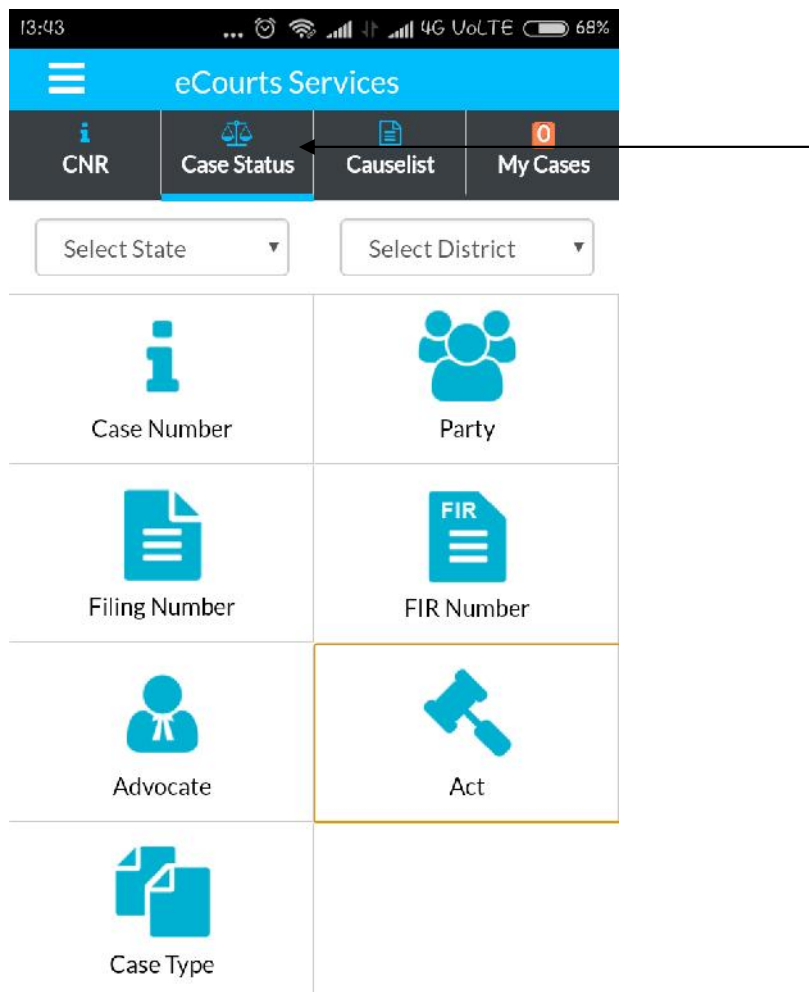 13:43 ... 4G VoLTE 68%
eCourts Services
CNR Case Status Causelist 0 My Cases
Select State Select District
Case Number Party
FIR
Filing Number FIR Number
Advocate Act
Case Type